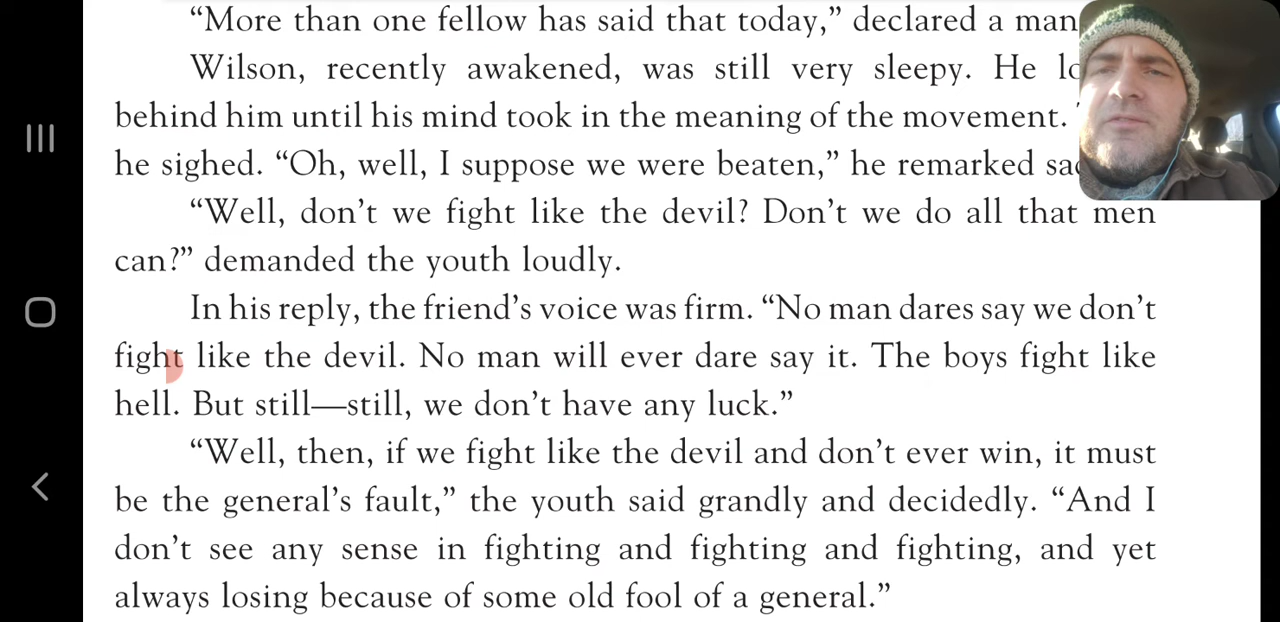 “More than one fellow has said that today,” declared a man
Wilson, recently awakened, was still very sleepy. He
behind him until his mind took in the meaning of the movement.
he sighed. “Oh, well, I suppose we were beaten,” he remarked
“Well, don’t we fight like the devil? Don’t we do all that men
can?” demanded the youth loudly.
In his reply, the friend’s voice was firm. “No man dares say we don’t
fight like the devil. No man will ever dare say it. The boys fight like
hell. But still—still, we don’t have any luck.”
“Well, then, if we fight like the devil and don’t ever win, it must
be the general’s fault,” the youth said grandly and decidedly. “And I
don’t see any sense in fighting and fighting and fighting, and yet
always losing because of some old fool of a general.”